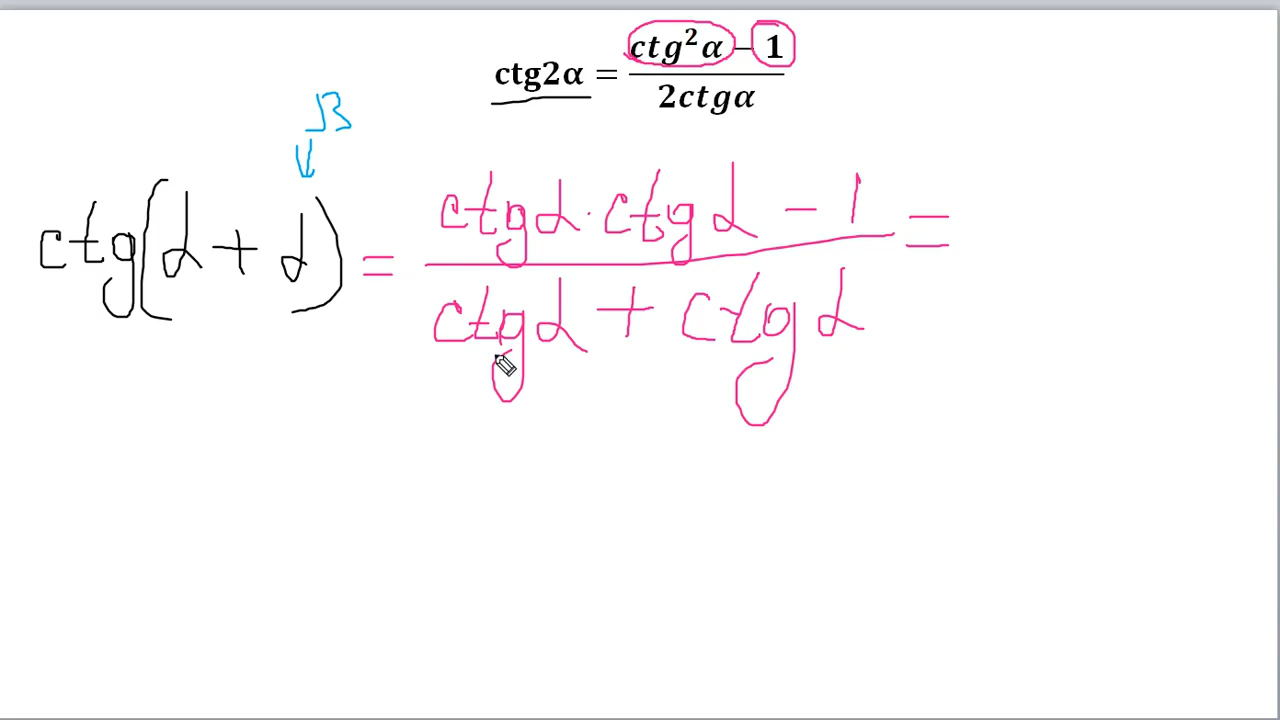 ctg2α = (ctg²α − 1) / (2ctgα)
β
ctg(α + α) = (ctgα · ctgα − 1) / (ctgα + ctgα) =